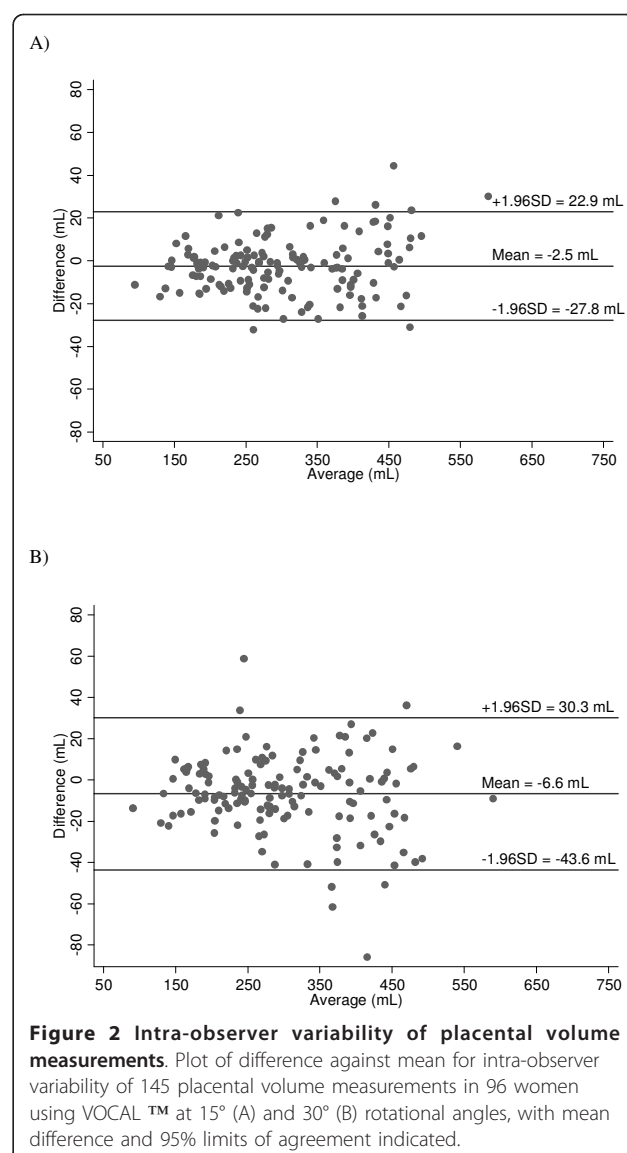 A)
80
60
40
20
0
-20
-40
-60
-80
Difference (mL)
+1.96SD = 22.9 mL
Mean = -2.5 mL
-1.96SD = -27.8 mL
50 150 250 350 450 550 650 750
Average (mL)
B)
80
60
40
20
0
-20
-40
-60
-80
Difference (mL)
+1.96SD = 30.3 mL
Mean = -6.6 mL
-1.96SD = -43.6 mL
50 150 250 350 450 550 650 750
Average (mL)
Figure 2 Intra-observer variability of placental volume
measurements. Plot of difference against mean for intra-observer
variability of 145 placental volume measurements in 96 women
using VOCAL ™ at 15° (A) and 30° (B) rotational angles, with mean
difference and 95% limits of agreement indicated.